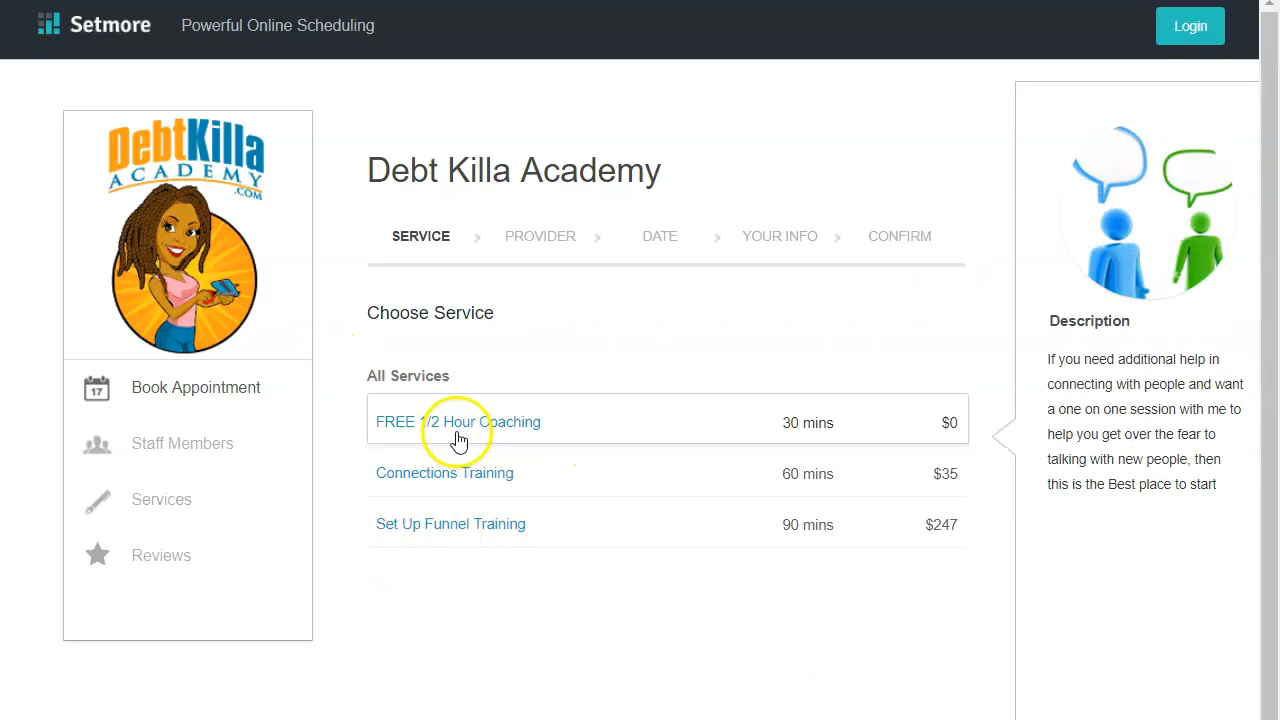 Setmore
Powerful Online Scheduling
Login
DebtKilla
ACADEMY
.COM
17
Book Appointment
Staff Members
Services
Reviews
Debt Killa Academy
SERVICE
PROVIDER
DATE
YOUR INFO
CONFIRM
Choose Service
All Services
FREE 1/2 Hour Coaching 30 mins $0
Connections Training 60 mins $35
Set Up Funnel Training 90 mins $247
Description
If you need additional help in
connecting with people and want
a one on one session with me to
help you get over the fear to
talking with new people, then
this is the Best place to start